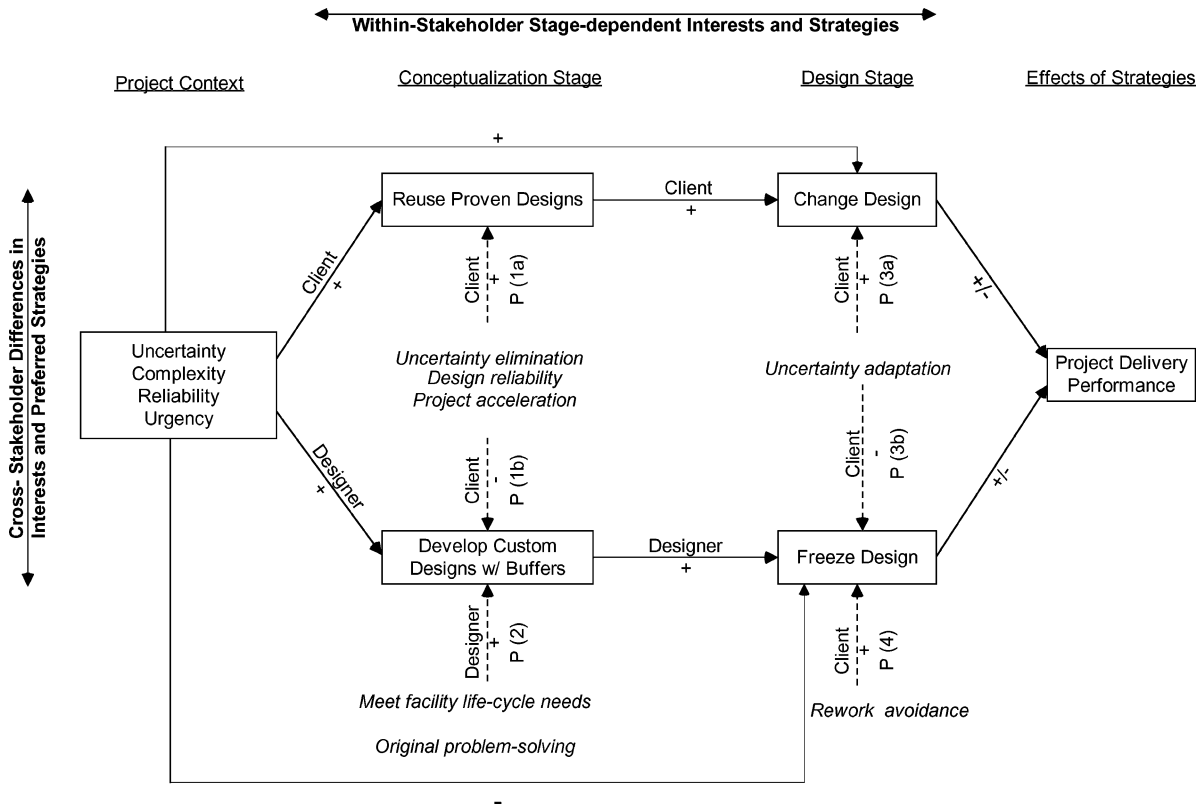 Within-Stakeholder Stage-dependent Interests and Strategies
Project Context
Conceptualization Stage
Design Stage
Effects of Strategies
Cross- Stakeholder Differences in
Interests and Preferred Strategies
+
Reuse Proven Designs
Client
+
Change Design
Client
+
Client
+
P (1a)
Client
+
P (3a)
+/-
Uncertainty
Complexity
Reliability
Urgency
Uncertainty elimination
Design reliability
Project acceleration
Uncertainty adaptation
Project Delivery
Performance
Designer
+
Client
-
P (1b)
Client
-
P (3b)
+/-
Develop Custom
Designs w/ Buffers
Designer
+
Freeze Design
Designer
+
P (2)
Client
+
P (4)
Meet facility life-cycle needs
Original problem-solving
Rework avoidance
-